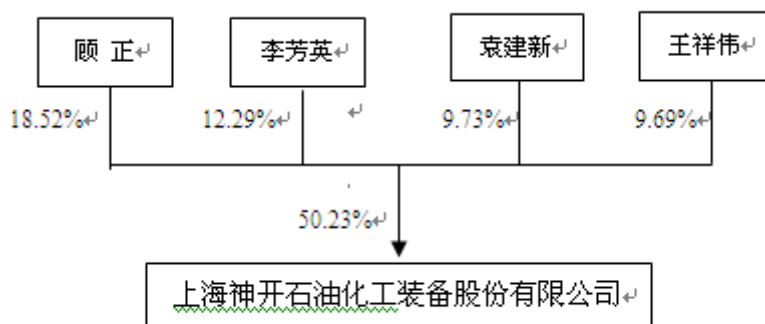 顾 正
李芳英
袁建新
王祥伟
18.52%
12.29%
9.73%
9.69%
50.23%
上海神开石油化工装备股份有限公司